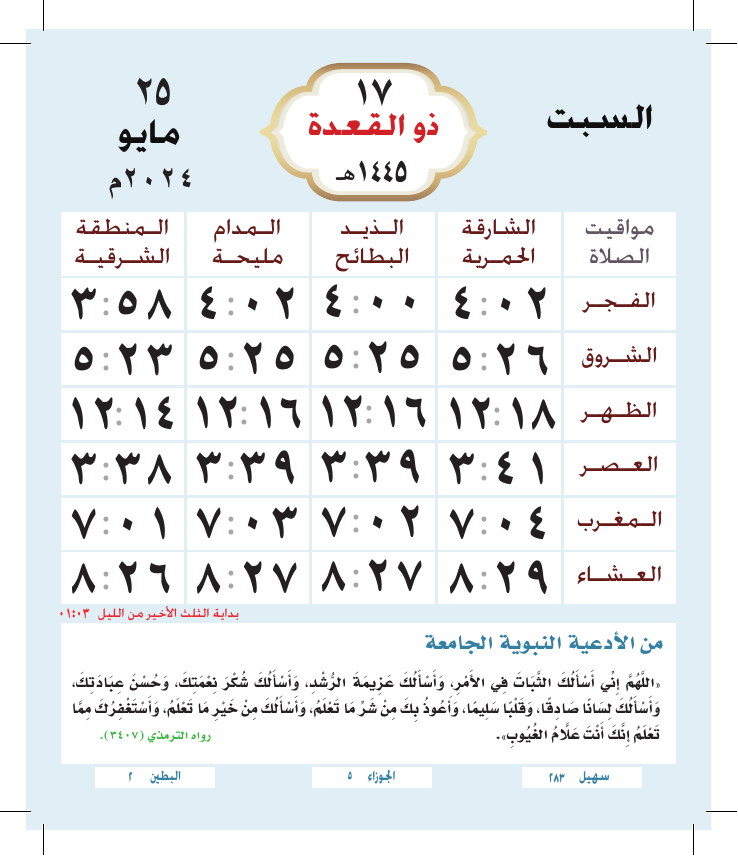 السبت
١٧
ذو القعدة
١٤٤٥هـ
٢٥
مايو
٢٠٢٤م
مواقيت الصلاة	الشارقة الحمرية	الذيد البطائح	المدام مليحة	المنطقة الشرقية
الفجر	٤:٠٢	٤:٠٠	٤:٠٢	٣:٥٨
الشروق	٥:٢٦	٥:٢٥	٥:٢٥	٥:٢٣
الظهر	١٢:١٨	١٢:١٦	١٢:١٦	١٢:١٤
العصر	٣:٤١	٣:٣٩	٣:٣٩	٣:٣٨
المغرب	٧:٠٤	٧:٠٢	٧:٠٣	٧:٠١
العشاء	٨:٢٩	٨:٢٧	٨:٢٧	٨:٢٦
بداية الثلث الأخير من الليل ٠١:٠٣
من الأدعية النبوية الجامعة
«اللَّهُمَّ إِنِّي أَسْأَلُكَ الثَّبَاتَ فِي الأَمْرِ، وَأَسْأَلُكَ عَزِيمَةَ الرُّشْدِ، وَأَسْأَلُكَ شُكْرَ نِعْمَتِكَ، وَحُسْنَ عِبَادَتِكَ،
وَأَسْأَلُكَ لِسَانًا صَادِقًا، وَقَلْبًا سَلِيمًا، وَأَعُوذُ بِكَ مِنْ شَرِّ مَا تَعْلَمُ، وَأَسْأَلُكَ مِنْ خَيْرِ مَا تَعْلَمُ، وَأَسْتَغْفِرُكَ مِمَّا
تَعْلَمُ إِنَّكَ أَنْتَ عَلَّامُ الغُيُوبِ». رواه الترمذي (٣٤٠٧).
سهيل ٢٨٣	الجوزاء ٥	البطين ٢